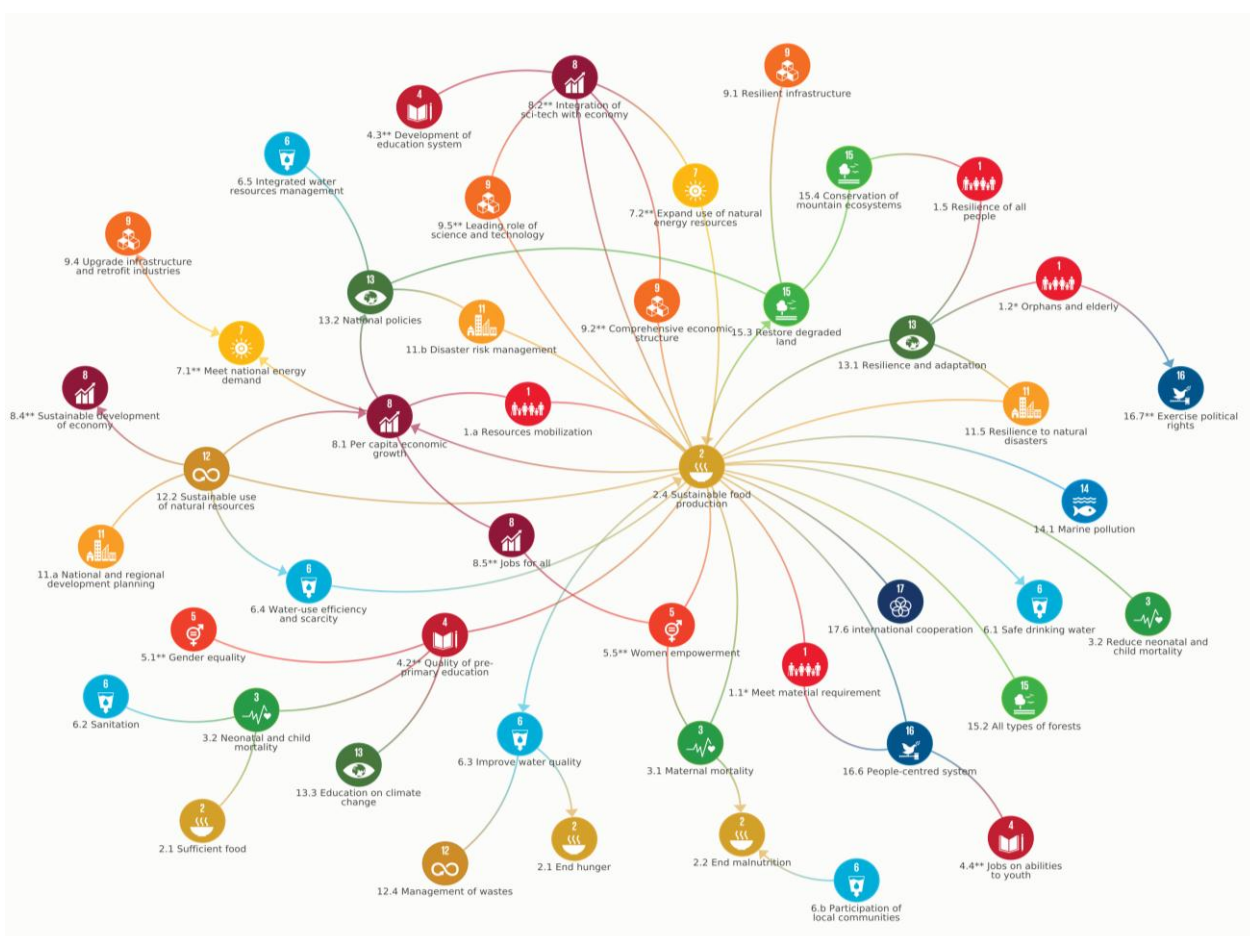 9
9.1 Resilient infrastructure
8
8.2** Integration of
sci-tech with economy
4
4.3** Development of
education system
6
6.5 Integrated water
resources management
9
9.5** Leading role of
science and technology
7
7.2** Expand use of natural
energy resources
15
15.4 Conservation of
mountain ecosystems
1
1.5 Resilience of all
people
9
9.4 Upgrade infrastructure
and retrofit industries
13
13.2 National policies
11
11.b Disaster risk management
9
9.2** Comprehensive economic
structure
15
15.3 Restore degraded
land
1
1.2* Orphans and elderly
13
13.1 Resilience and adaptation
7
7.1** Meet national energy
demand
8
8.4** Sustainable development
of economy
8
8.1 Per capita economic
growth
1
1.a Resources mobilization
11
11.5 Resilience to natural
disasters
16
16.7** Exercise political
rights
12
12.2 Sustainable use
of natural resources
2
2.4 Sustainable food
production
14
14.1 Marine pollution
11
11.a National and regional
development planning
8
8.5** Jobs for all
6
6.4 Water-use efficiency
and scarcity
5
5.1** Gender equality
4
4.2** Quality of pre-
primary education
5
5.5** Women empowerment
17
17.6 international cooperation
6
6.1 Safe drinking water
3
3.2 Reduce neonatal and
child mortality
1
1.1* Meet material requirement
6
6.2 Sanitation
3
3.2 Neonatal and child
mortality
15
15.2 All types of forests
13
13.3 Education on climate
change
6
6.3 Improve water quality
3
3.1 Maternal mortality
16
16.6 People-centred system
2
2.1 Sufficient food
12
12.4 Management of wastes
2
2.1 End hunger
2
2.2 End malnutrition
4
4.4** Jobs on abilities
to youth
6
6.b Participation of
local communities